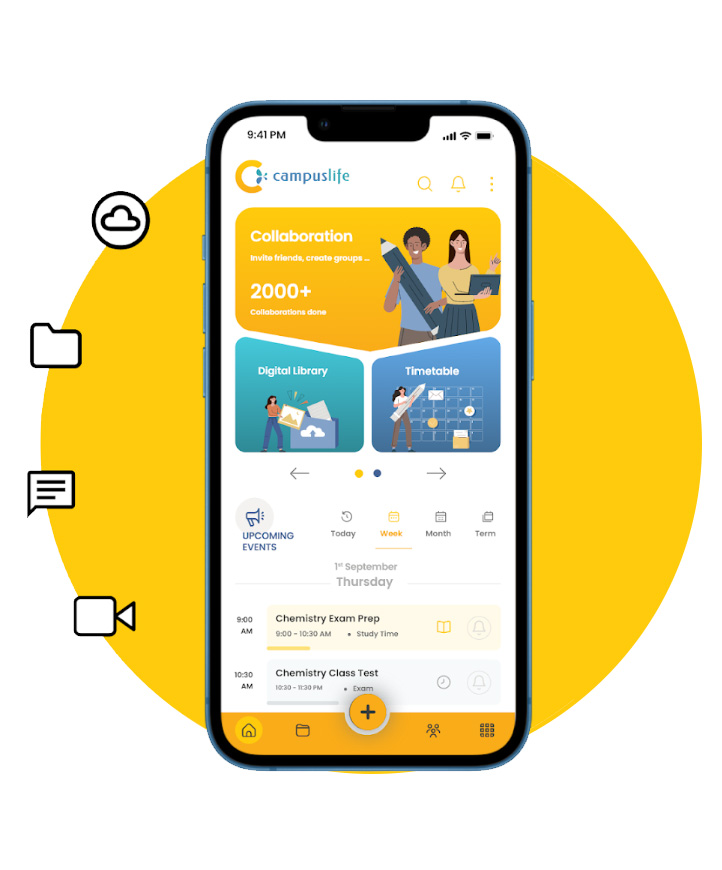 9:41 PM
campuslife
Collaboration
Invite friends, create groups ...
2000+
Collaborations done
Digital Library
Timetable
UPCOMING
EVENTS
Today
Week
Month
Term
1st September
Thursday
9:00
AM
Chemistry Exam Prep
9:00 - 10:30 AM • Study Time
10:30
AM
Chemistry Class Test
10:30 - 11:30 PM • Exam